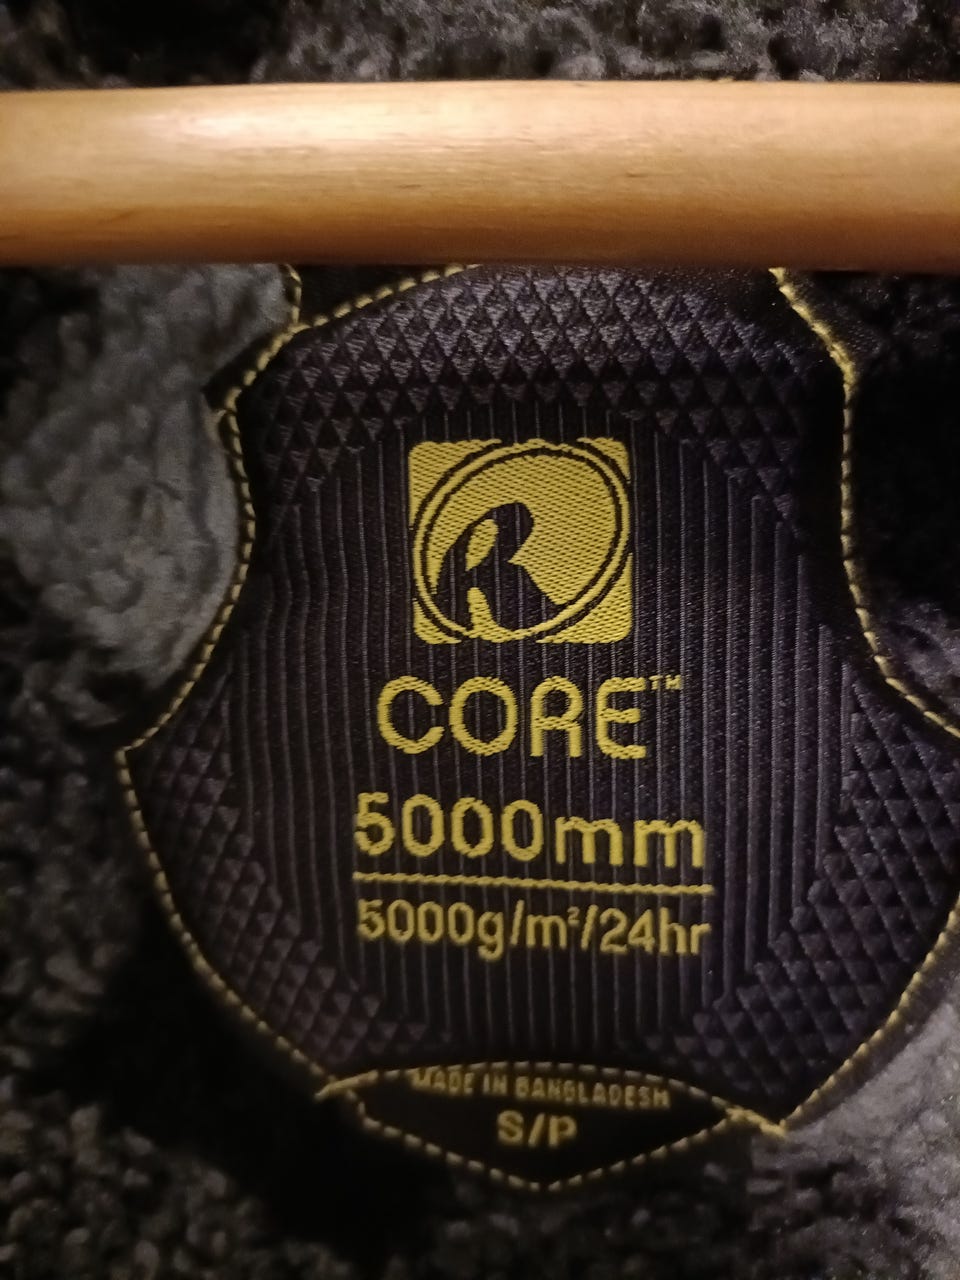 R
CORE™
5000mm
5000g/m²/24hr
MADE IN BANGLADESH
S/P